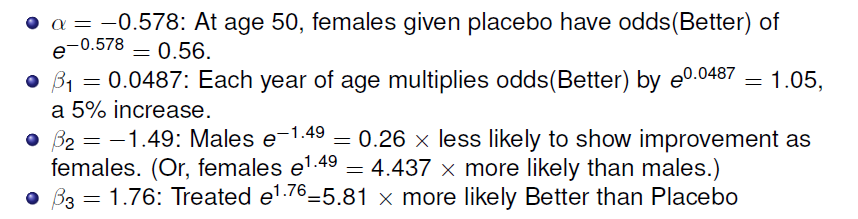 α = −0.578: At age 50, females given placebo have odds(Better) of
e^−0.578 = 0.56.
β₁ = 0.0487: Each year of age multiplies odds(Better) by e^0.0487 = 1.05,
a 5% increase.
β₂ = −1.49: Males e^−1.49 = 0.26 × less likely to show improvement as
females. (Or, females e^1.49 = 4.437 × more likely than males.)
β₃ = 1.76: Treated e^1.76=5.81 × more likely Better than Placebo